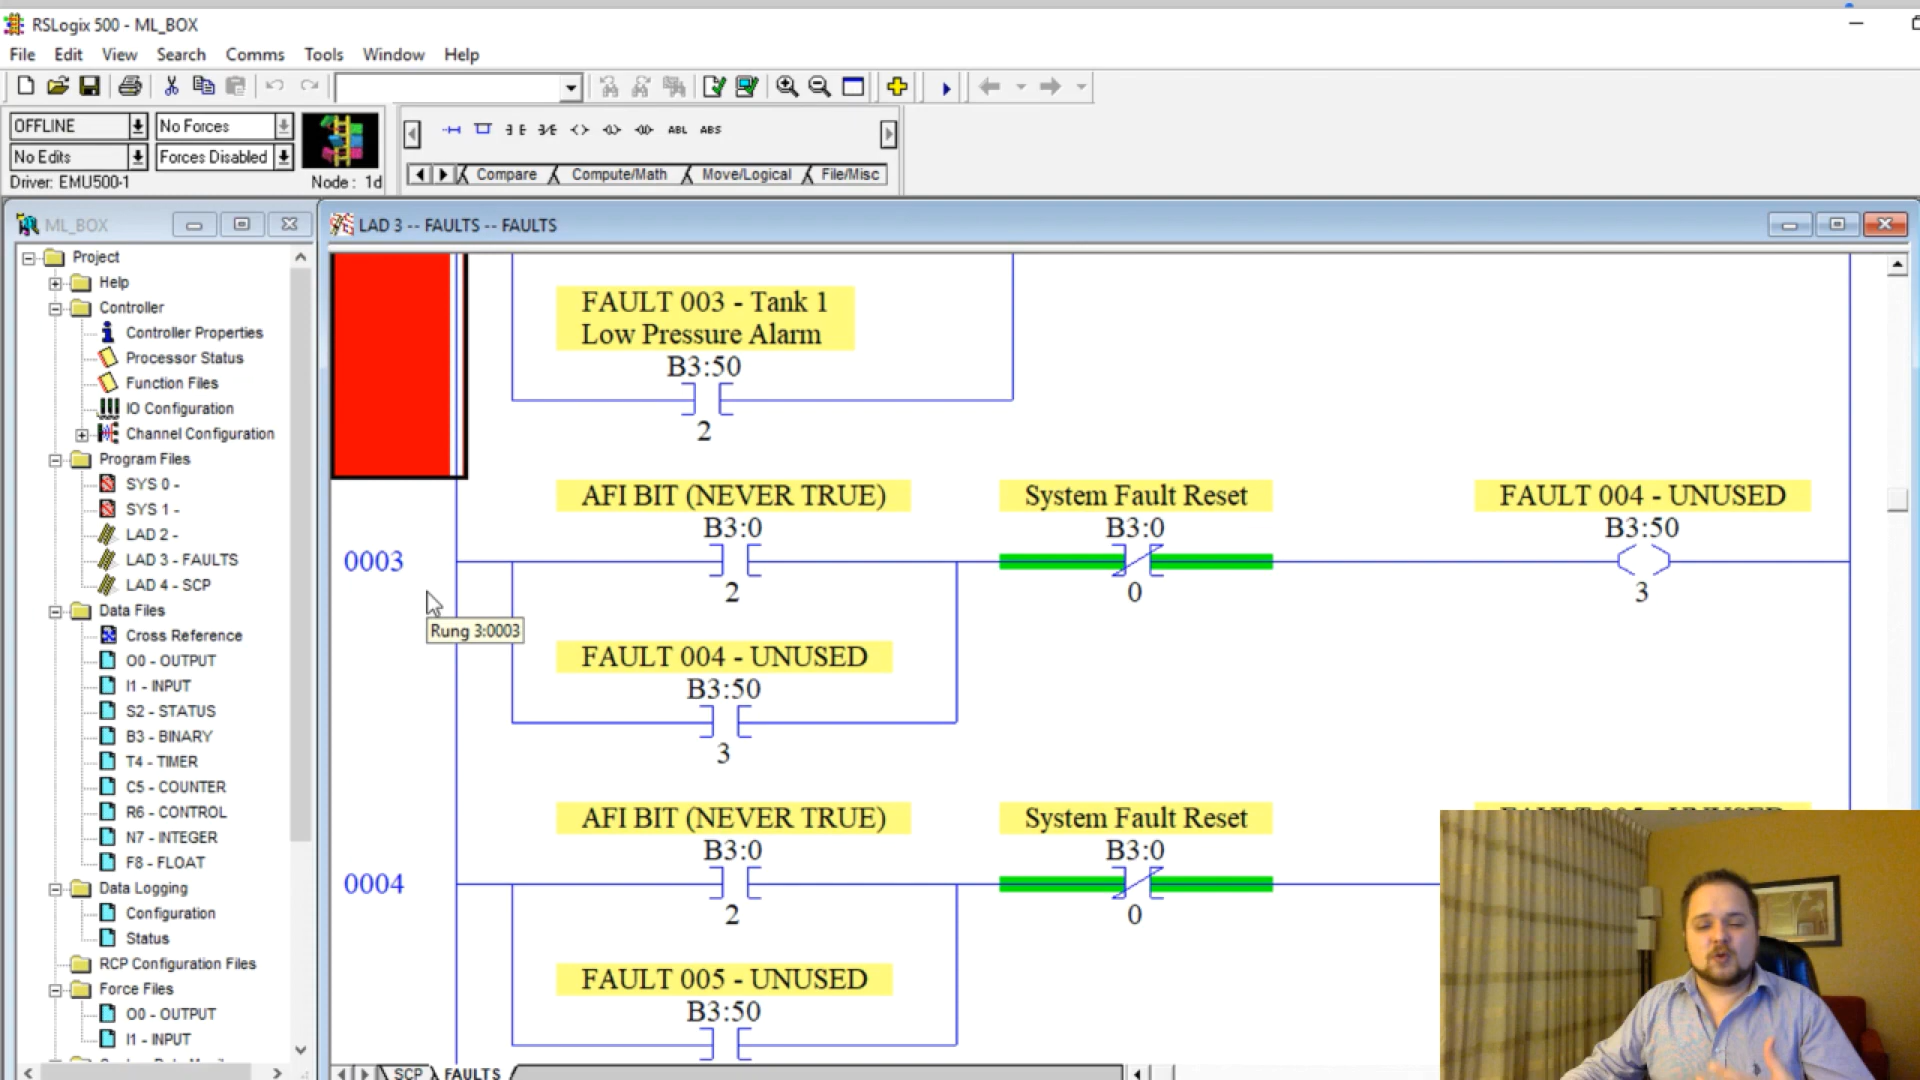 RSLogix 500 - ML_BOX
File Edit View Search Comms Tools Window Help
OFFLINE No Forces
No Edits Forces Disabled
Driver: EMU500-1 Node : 1d
ABL ABS
Compare Compute/Math Move/Logical File/Misc
ML_BOX
Project
Help
Controller
Controller Properties
Processor Status
Function Files
IO Configuration
Channel Configuration
Program Files
SYS 0 -
SYS 1 -
LAD 2 -
LAD 3 - FAULTS
LAD 4 - SCP
Data Files
Cross Reference
O0 - OUTPUT
I1 - INPUT
S2 - STATUS
B3 - BINARY
T4 - TIMER
C5 - COUNTER
R6 - CONTROL
N7 - INTEGER
F8 - FLOAT
Data Logging
Configuration
Status
RCP Configuration Files
Force Files
O0 - OUTPUT
I1 - INPUT
LAD 3 -- FAULTS -- FAULTS
FAULT 003 - Tank 1
Low Pressure Alarm
B3:50
2
AFI BIT (NEVER TRUE) System Fault Reset FAULT 004 - UNUSED
B3:0 B3:0 B3:50
0003
2 0 3
Rung 3:0003
FAULT 004 - UNUSED
B3:50
3
AFI BIT (NEVER TRUE) System Fault Reset
B3:0 B3:0
0004
2 0
FAULT 005 - UNUSED
B3:50
SCP FAULTS